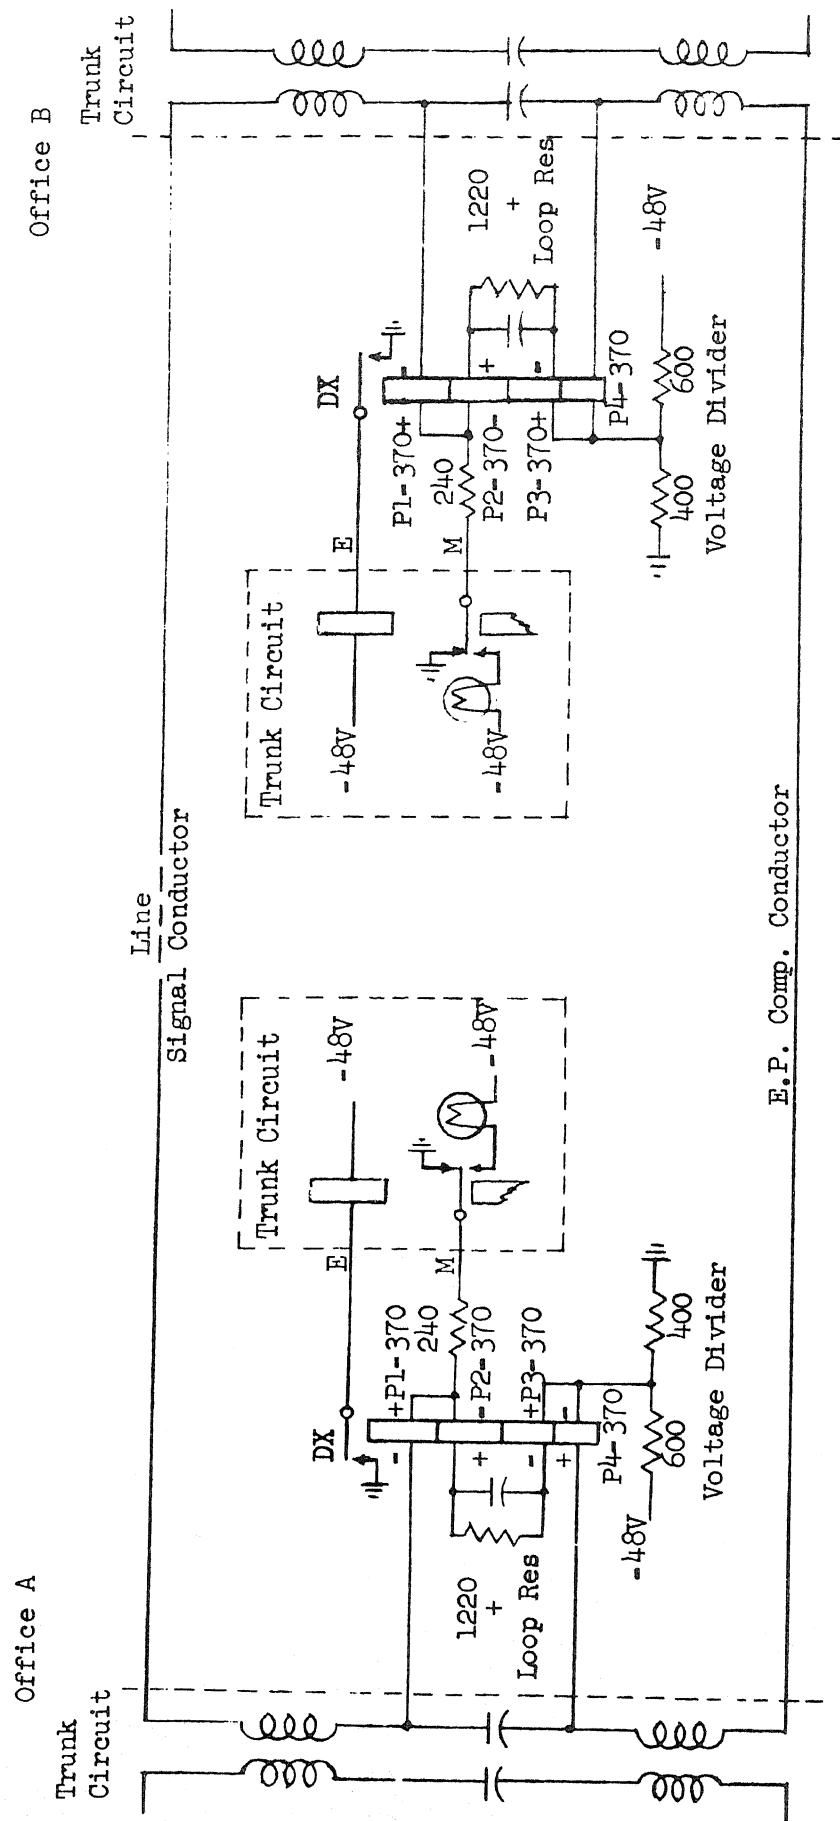 Office A
Office B
Trunk
Circuit
Trunk
Circuit
Line
Signal Conductor
DX
E
Trunk Circuit
-48V
+P1-370
240
M
-48V
-
-P2-370
+
+P3-370
-
-
+
P4-370
1220
+
Loop Res
400
600
-48V
Voltage Divider
Trunk Circuit
-48V
E
DX
-
P1-370+
240
M
-48V
P2-370-
+
P3-370+
-
P4-370
1220
+
Loop Res
400
600
-48V
Voltage Divider
E.P. Comp. Conductor